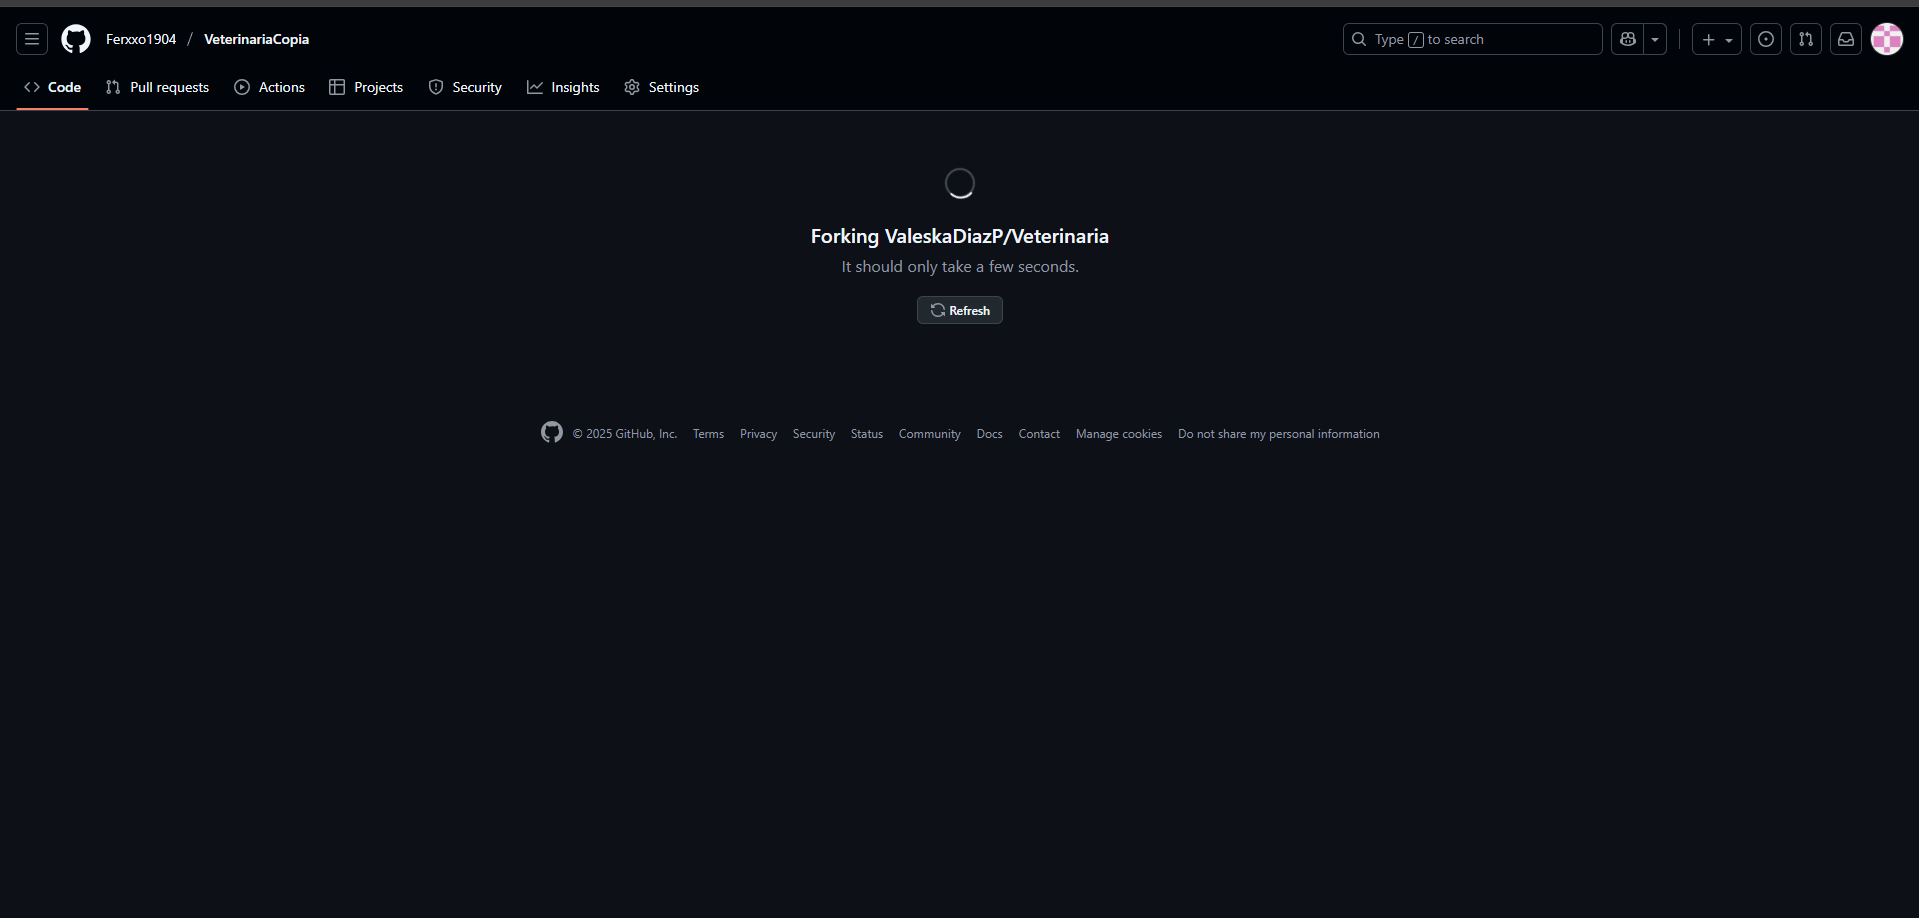 Ferxxo1904 / VeterinariaCopia
Type / to search
Code Pull requests Actions Projects Security Insights Settings
Forking ValeskaDiazP/Veterinaria
It should only take a few seconds.
Refresh
© 2025 GitHub, Inc. Terms Privacy Security Status Community Docs Contact Manage cookies Do not share my personal information